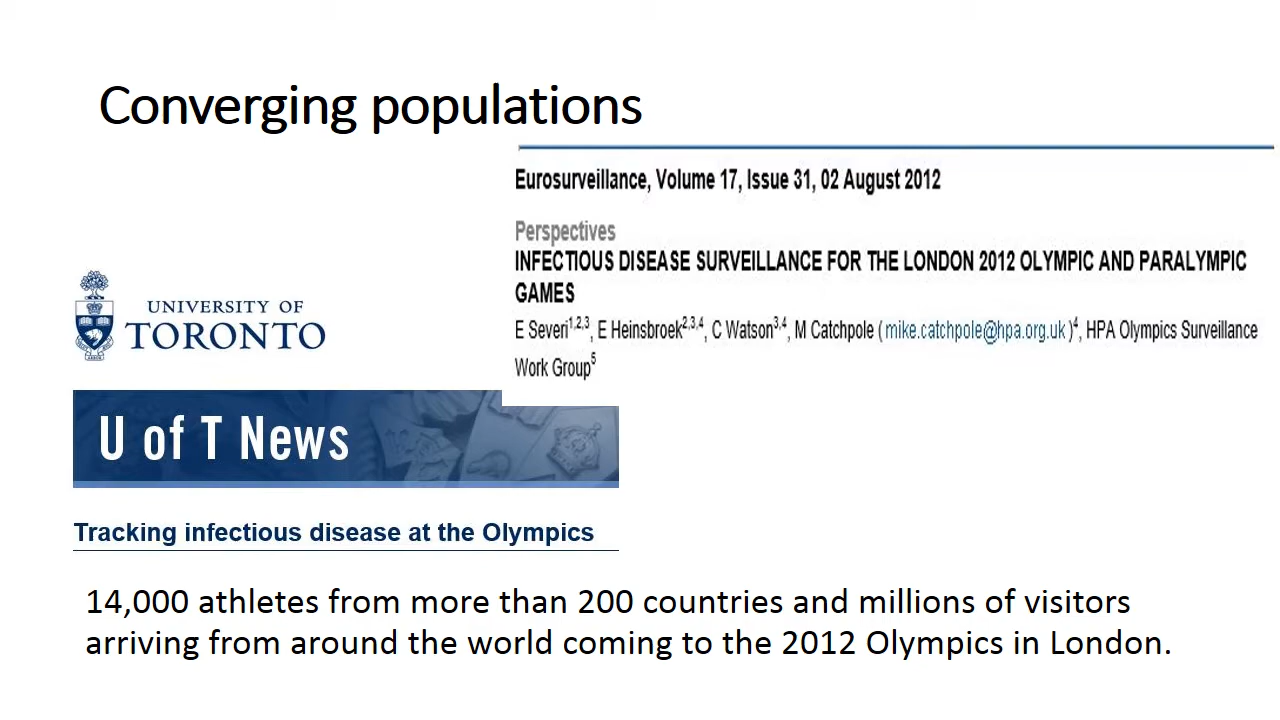 Converging populations
Eurosurveillance, Volume 17, Issue 31, 02 August 2012
Perspectives
INFECTIOUS DISEASE SURVEILLANCE FOR THE LONDON 2012 OLYMPIC AND PARALYMPIC
GAMES
E Severi1,2,3, E Heinsbroek2,3,4, C Watson3,4, M Catchpole ( mike.catchpole@hpa.org.uk )4, HPA Olympics Surveillance
Work Group5
UNIVERSITY OF
TORONTO
U of T News
Tracking infectious disease at the Olympics
14,000 athletes from more than 200 countries and millions of visitors
arriving from around the world coming to the 2012 Olympics in London.